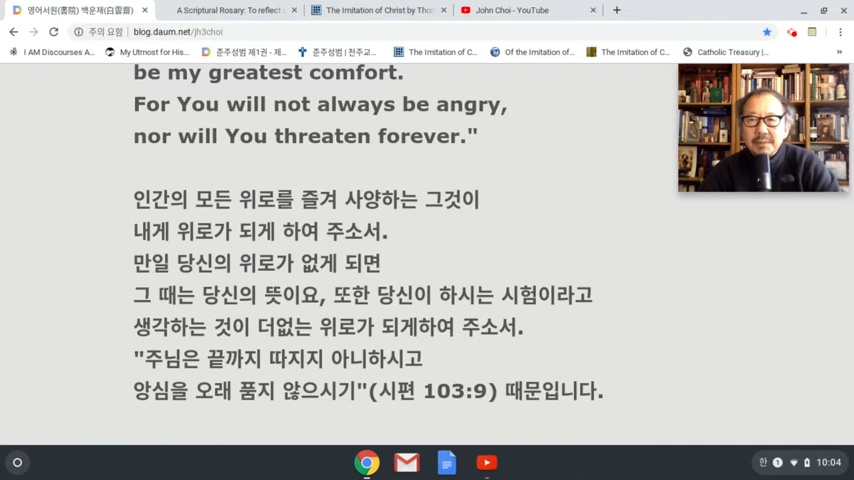 영어서원(書院) 백운재(白雲齋)
A Scriptural Rosary: To reflect
The Imitation of Christ by Thom
John Choi - YouTube
주의 요함
blog.daum.net/jh3choi
I AM Discourses A...
My Utmost for His...
준주성범 제1권 - 제...
준주성범 | 천주교...
The Imitation of C...
Of the Imitation of...
The Imitation of C...
Catholic Treasury |...
»
be my greatest comfort.
For You will not always be angry,
nor will You threaten forever."
인간의 모든 위로를 즐겨 사양하는 그것이
내게 위로가 되게 하여 주소서.
만일 당신의 위로가 없게 되면
그 때는 당신의 뜻이요, 또한 당신이 하시는 시험이라고
생각하는 것이 더없는 위로가 되게하여 주소서.
"주님은 끝까지 따지지 아니하시고
앙심을 오래 품지 않으시기"(시편 103:9) 때문입니다.
한
1
10:04